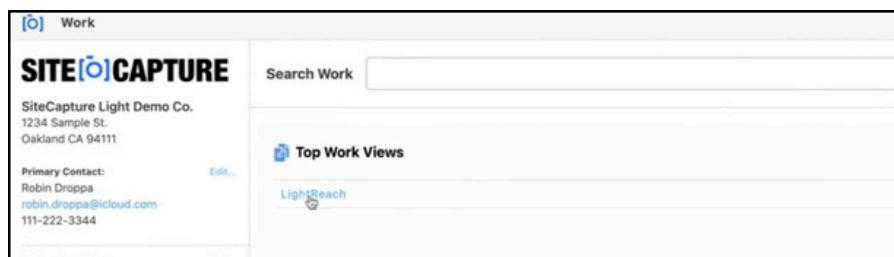 [O] Work
SITE[O]CAPTURE
SiteCapture Light Demo Co.
1234 Sample St.
Oakland CA 94111
Primary Contact:
Edit...
Robin Droppa
robin.droppa@icloud.com
111-222-3344
Search Work
Top Work Views
LightReach